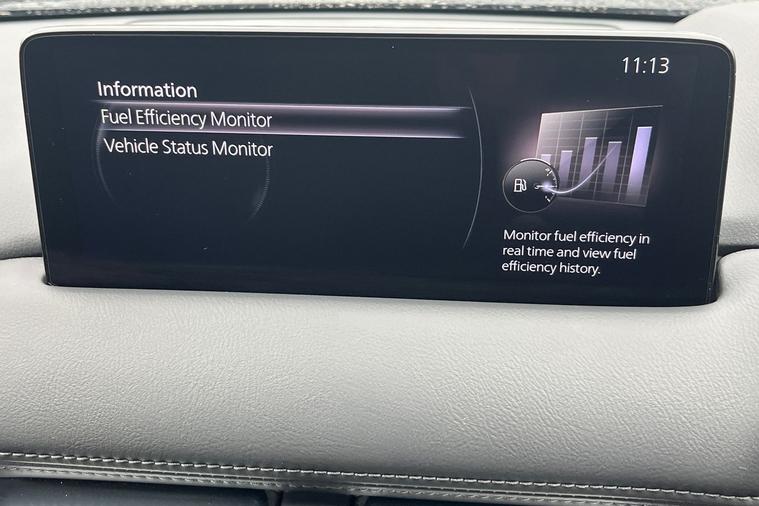 11:13
Information
Fuel Efficiency Monitor
Vehicle Status Monitor
Monitor fuel efficiency in
real time and view fuel
efficiency history.